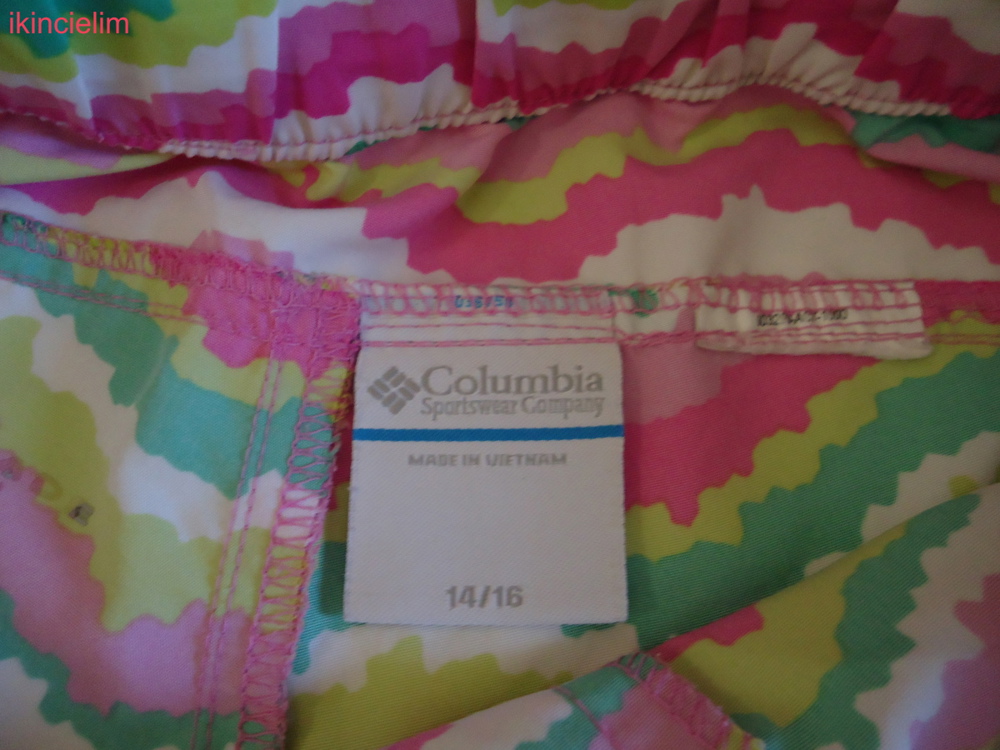 ikincielim
Columbia
Sportswear Company
MADE IN VIETNAM
14/16